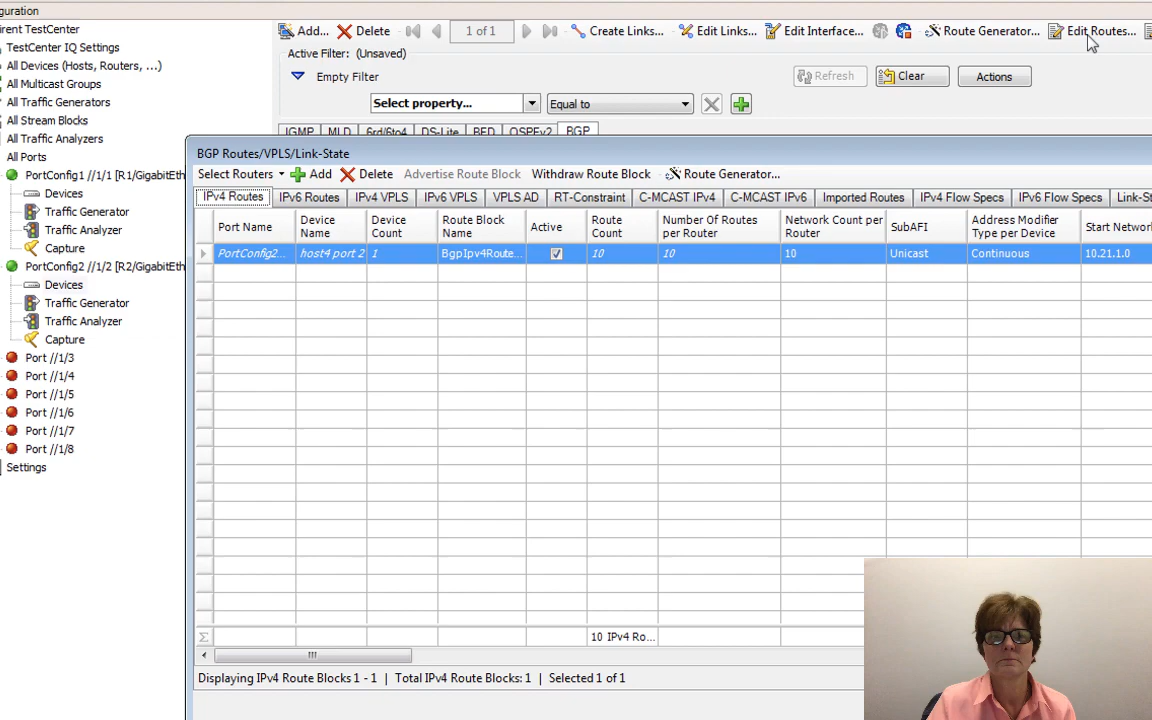 guration
irent TestCenter
TestCenter IQ Settings
All Devices (Hosts, Routers, ...)
All Multicast Groups
All Traffic Generators
All Stream Blocks
All Traffic Analyzers
All Ports
PortConfig1 //1/1 [R1/GigabitEth
Devices
Traffic Generator
Traffic Analyzer
Capture
PortConfig2 //1/2 [R2/GigabitEth
Devices
Traffic Generator
Traffic Analyzer
Capture
Port //1/3
Port //1/4
Port //1/5
Port //1/6
Port //1/7
Port //1/8
Settings
Add... Delete 1 of 1 Create Links... Edit Links... Edit Interface... Route Generator... Edit Routes...
Active Filter: (Unsaved)
Empty Filter Refresh Clear Actions
Select property... Equal to
IGMP MLD 6rd/6to4 DS-Lite BFD OSPFv2 BGP
BGP Routes/VPLS/Link-State
Select Routers Add Delete Advertise Route Block Withdraw Route Block Route Generator...
IPv4 Routes IPv6 Routes IPv4 VPLS IPv6 VPLS VPLS AD RT-Constraint C-MCAST IPv4 C-MCAST IPv6 Imported Routes IPv4 Flow Specs IPv6 Flow Specs Link-St
Port Name Device Name Device Count Route Block Name Active Route Count Number Of Routes per Router Network Count per Router SubAFI Address Modifier Type per Device Start Network
PortConfig2... host4 port 2 1 BgpIpv4Route... 10 10 10 Unicast Continuous 10.21.1.0
Σ 10 IPv4 Ro...
Displaying IPv4 Route Blocks 1 - 1 | Total IPv4 Route Blocks: 1 | Selected 1 of 1